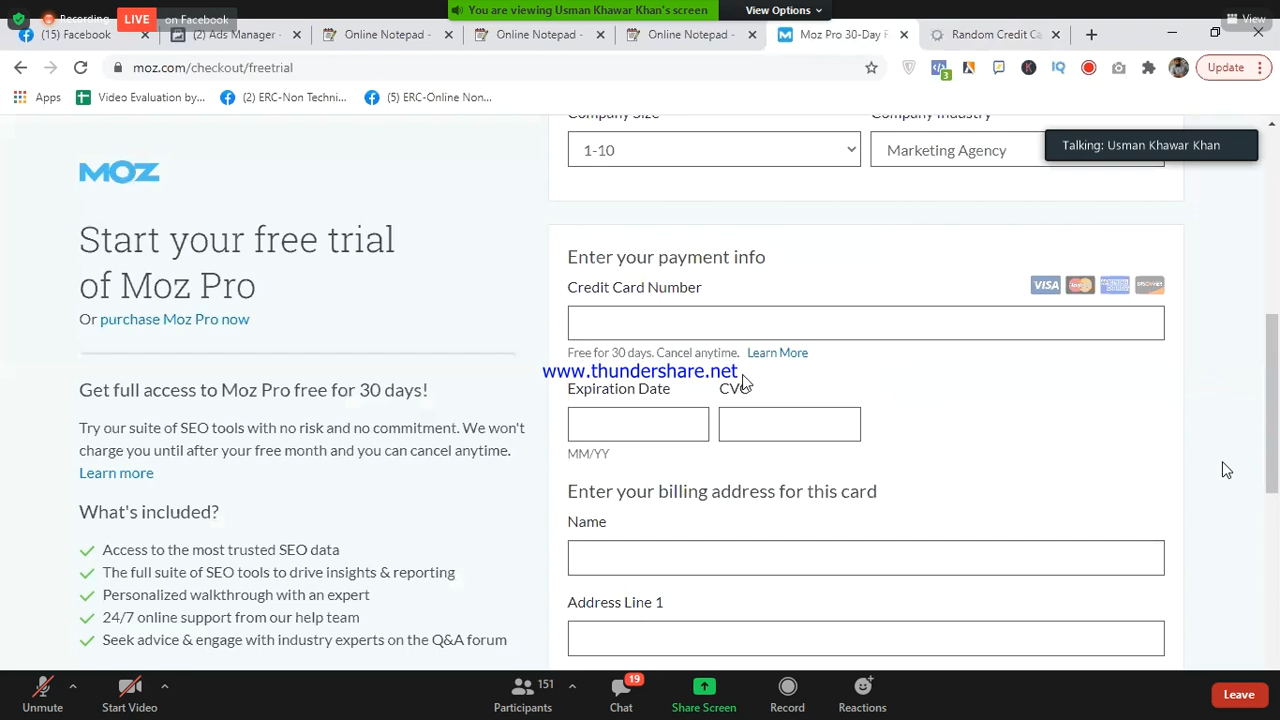 Recording
LIVE
on Facebook
You are viewing Usman Khawar Khan's screen
View Options
View
(15) Facebook
(2) Ads Manager -
Online Notepad -
Online Notepad -
Online Notepad -
Moz Pro 30-Day F
Random Credit Ca
moz.com/checkout/freetrial
3
IQ
K
Update
Apps
Video Evaluation by...
(2) ERC-Non Techni...
(5) ERC-Online Non...
Company Size
Company Industry
1-10
Marketing Agency
Talking: Usman Khawar Khan
MOZ
Start your free trial
of Moz Pro
Or purchase Moz Pro now
Get full access to Moz Pro free for 30 days!
Try our suite of SEO tools with no risk and no commitment. We won't
charge you until after your free month and you can cancel anytime.
Learn more
What's included?
Access to the most trusted SEO data
The full suite of SEO tools to drive insights & reporting
Personalized walkthrough with an expert
24/7 online support from our help team
Seek advice & engage with industry experts on the Q&A forum
Enter your payment info
Credit Card Number
VISA
Free for 30 days. Cancel anytime. Learn More
www.thundershare.net
Expiration Date
MM/YY
Enter your billing address for this card
Name
Address Line 1
Unmute
Start Video
151
Participants
19
Chat
Share Screen
Record
Reactions
Leave